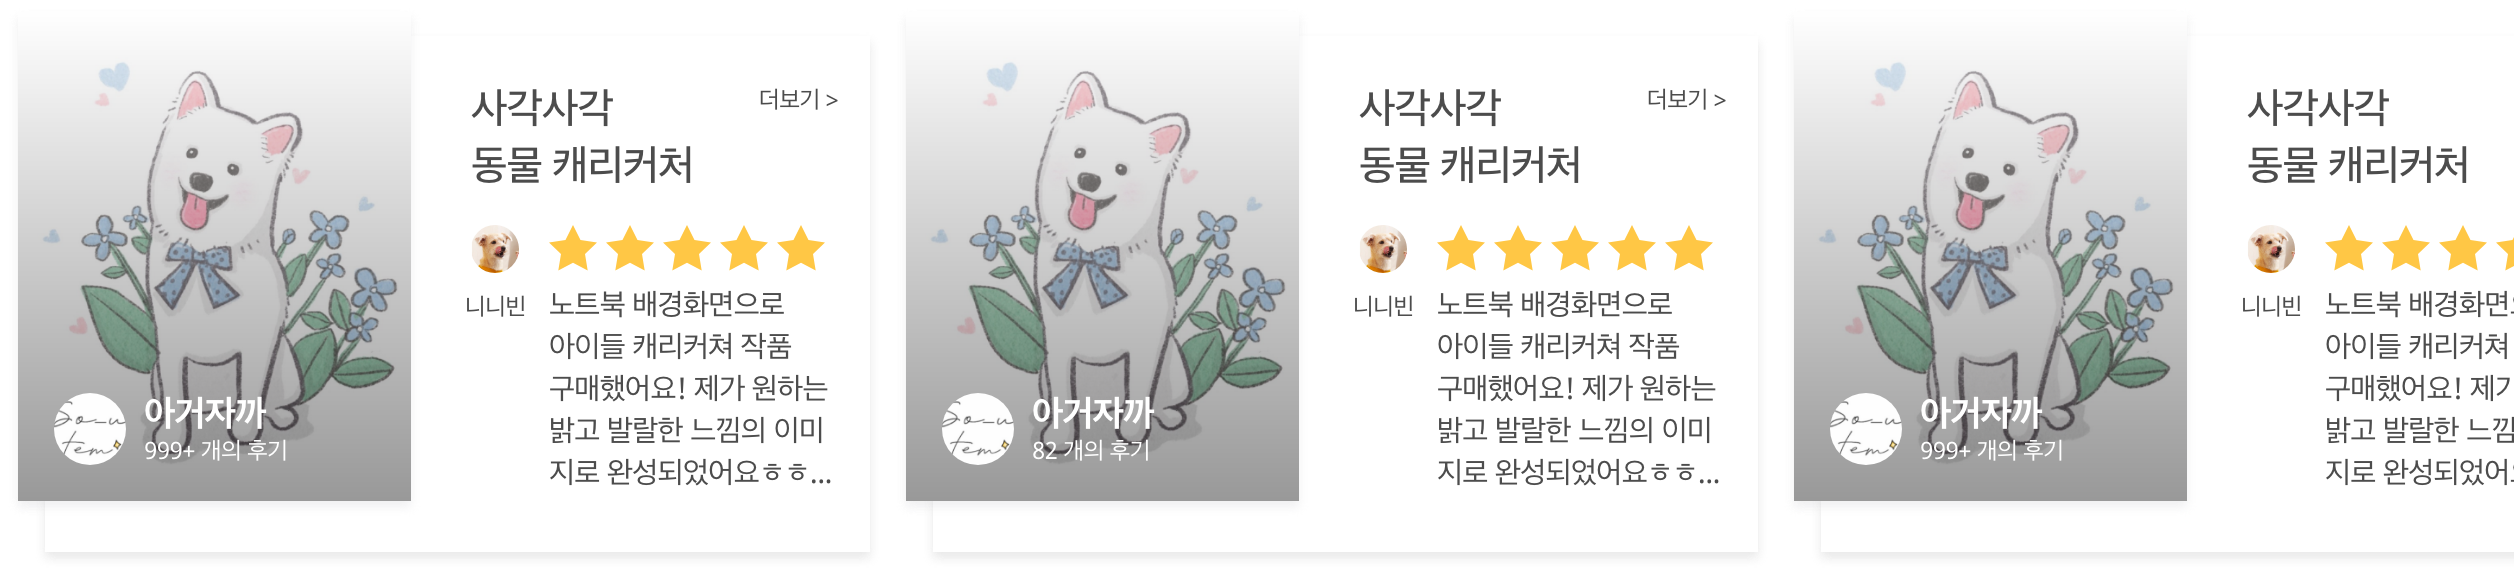 사각사각
동물 캐리커처
더보기 >
니니빈
노트북 배경화면으로
아이들 캐리커쳐 작품
구매했어요! 제가 원하는
밝고 발랄한 느낌의 이미
지로 완성되었어요ㅎㅎ...
So_u
tem
아거자까
999+ 개의 후기
사각사각
동물 캐리커처
더보기 >
니니빈
노트북 배경화면으로
아이들 캐리커쳐 작품
구매했어요! 제가 원하는
밝고 발랄한 느낌의 이미
지로 완성되었어요ㅎㅎ...
So_u
tem
아거자까
82 개의 후기
사각사각
동물 캐리커처
니니빈
노트북 배경화면
아이들 캐리커쳐
구매했어요! 제가
밝고 발랄한 느낌
지로 완성되었어
So_u
tem
아거자까
999+ 개의 후기